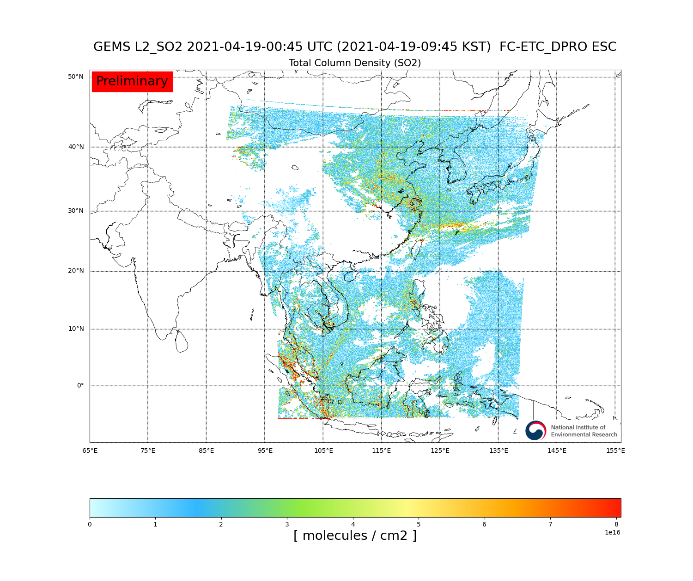 GEMS L2_SO2 2021-04-19-00:45 UTC (2021-04-19-09:45 KST)  FC-ETC_DPRO ESC
Total Column Density (SO2)
Preliminary
50°N
40°N
30°N
20°N
10°N
0°
National Institute of
Environmental Research
65°E 75°E 85°E 95°E 105°E 115°E 125°E 135°E 145°E 155°E
0 1 2 3 4 5 6 7 8
1e16
[ molecules / cm2 ]